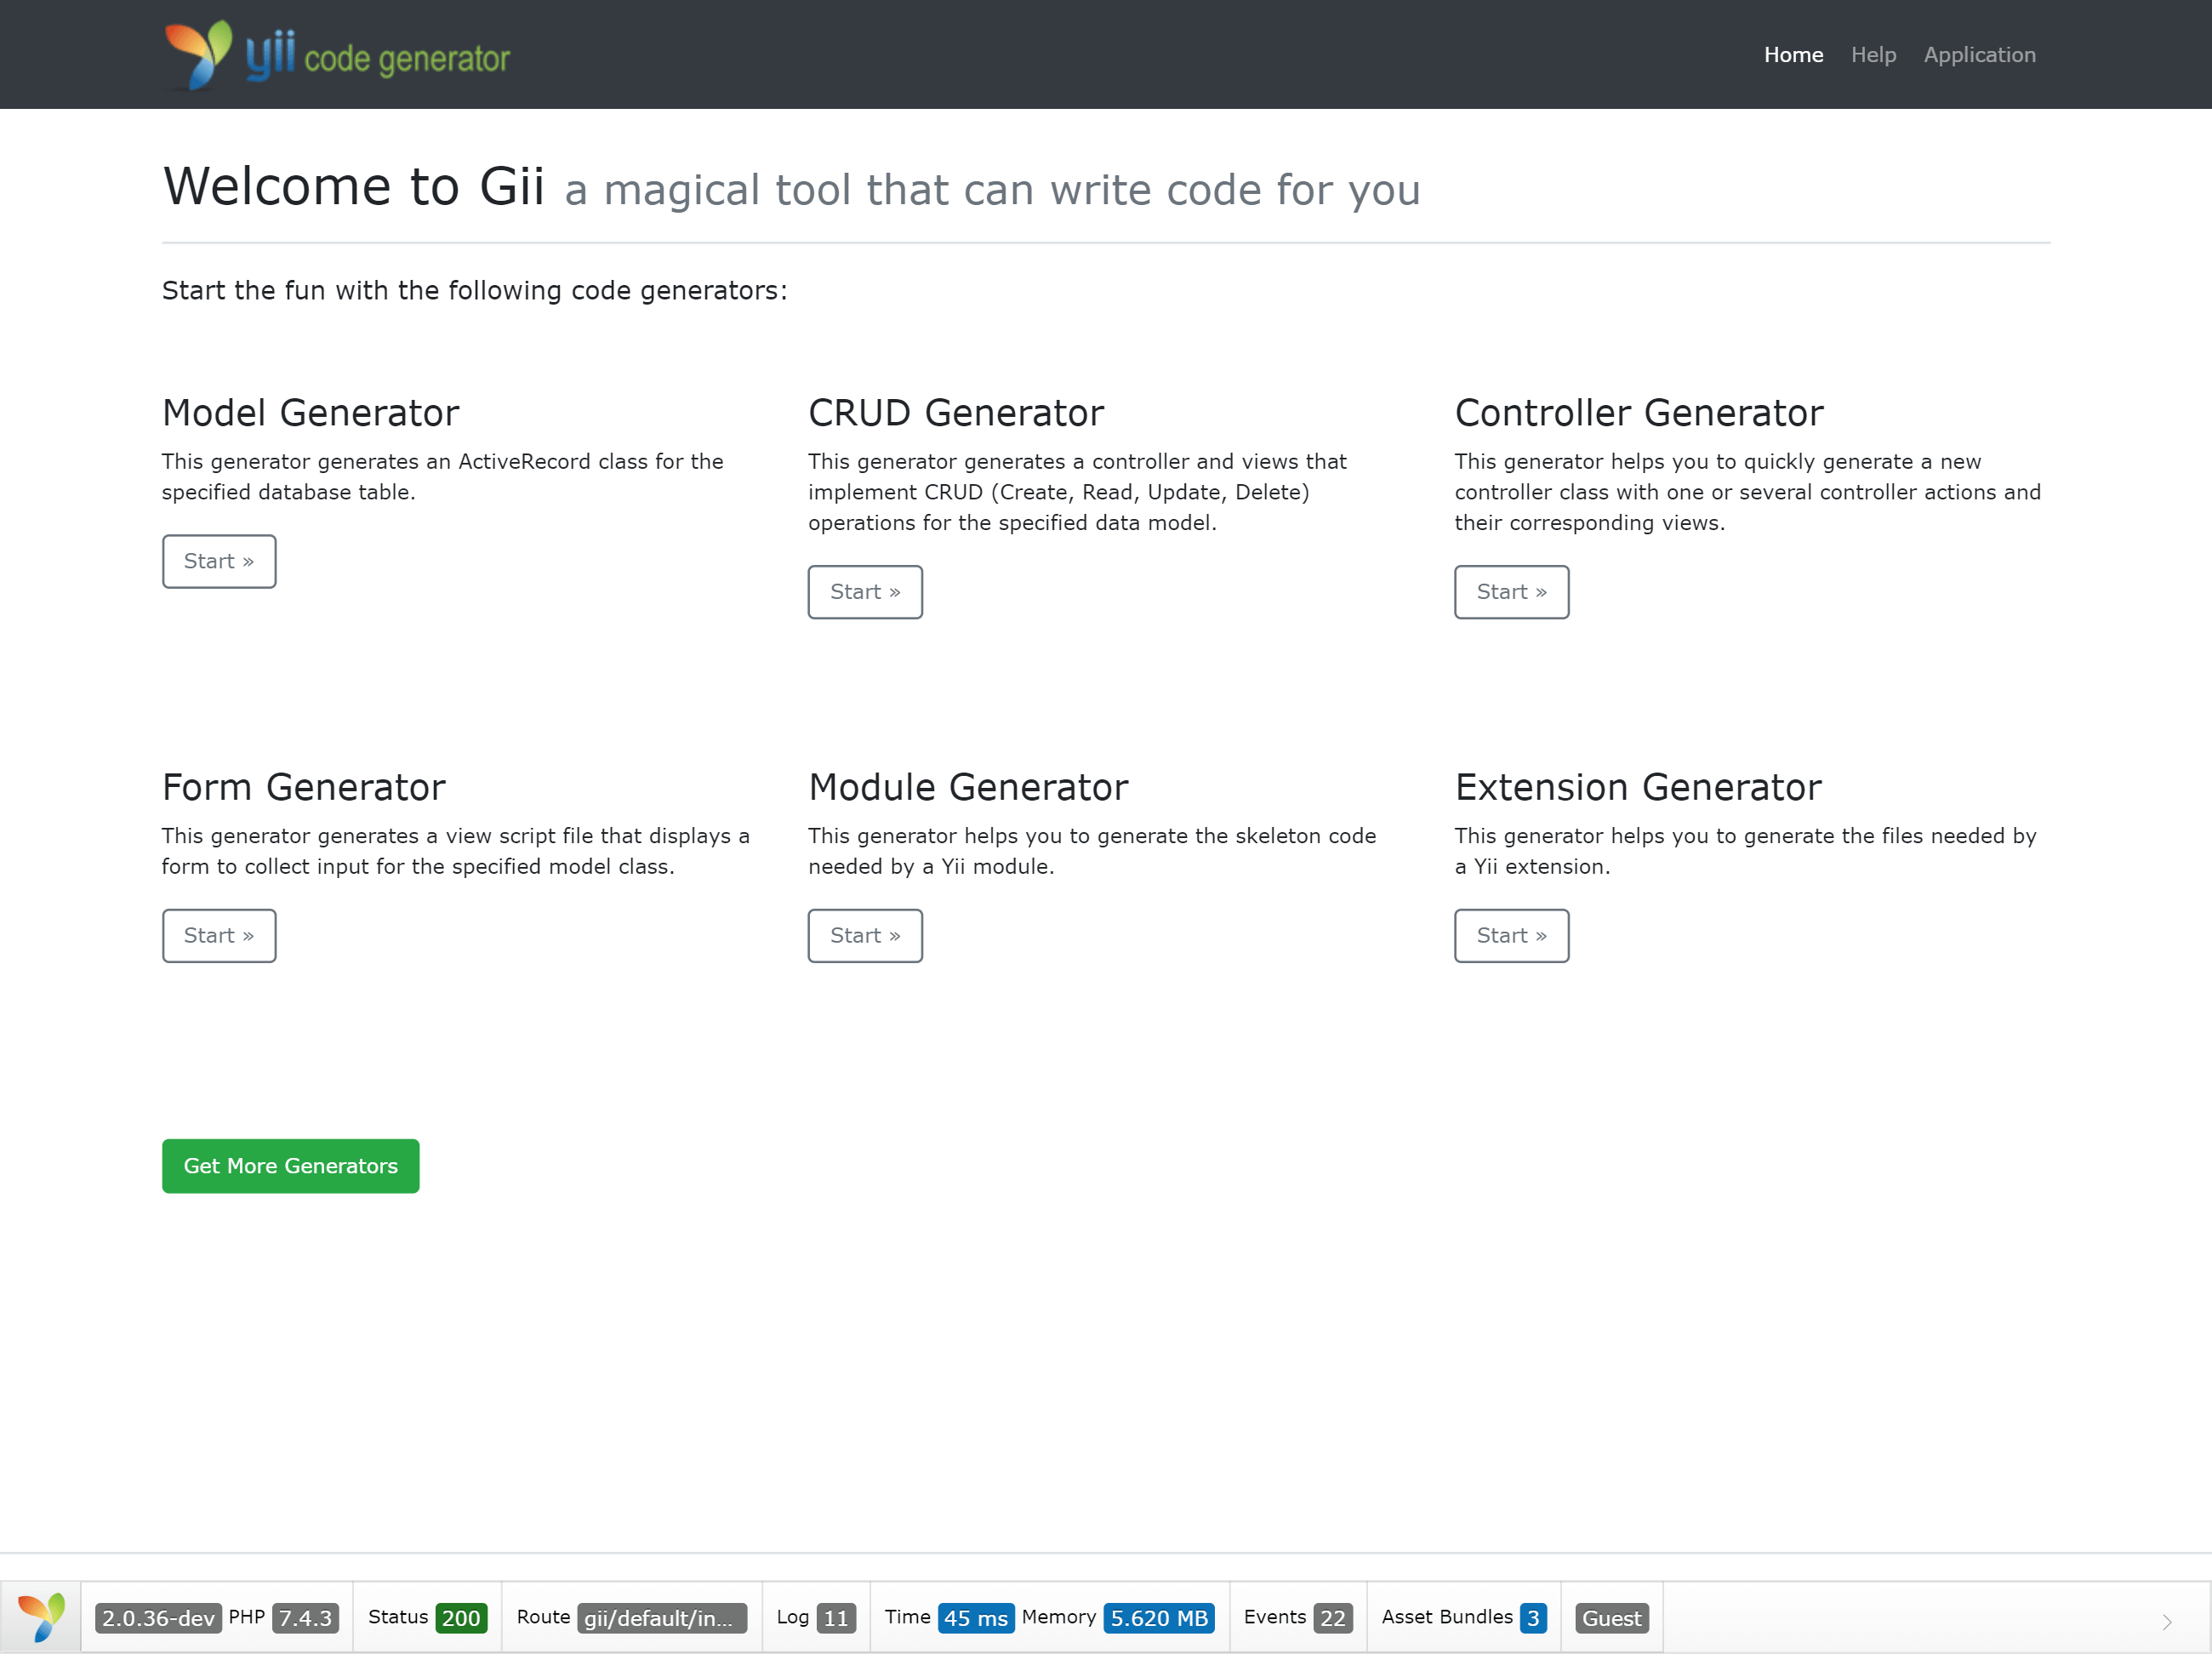 yii code generator
Home Help Application
Welcome to Gii a magical tool that can write code for you
Start the fun with the following code generators:
Model Generator
This generator generates an ActiveRecord class for the
specified database table.
Start »
CRUD Generator
This generator generates a controller and views that
implement CRUD (Create, Read, Update, Delete)
operations for the specified data model.
Start »
Controller Generator
This generator helps you to quickly generate a new
controller class with one or several controller actions and
their corresponding views.
Start »
Form Generator
This generator generates a view script file that displays a
form to collect input for the specified model class.
Start »
Module Generator
This generator helps you to generate the skeleton code
needed by a Yii module.
Start »
Extension Generator
This generator helps you to generate the files needed by
a Yii extension.
Start »
Get More Generators
2.0.36-dev PHP 7.4.3 Status 200 Route gii/default/in... Log 11 Time 45 ms Memory 5.620 MB Events 22 Asset Bundles 3 Guest